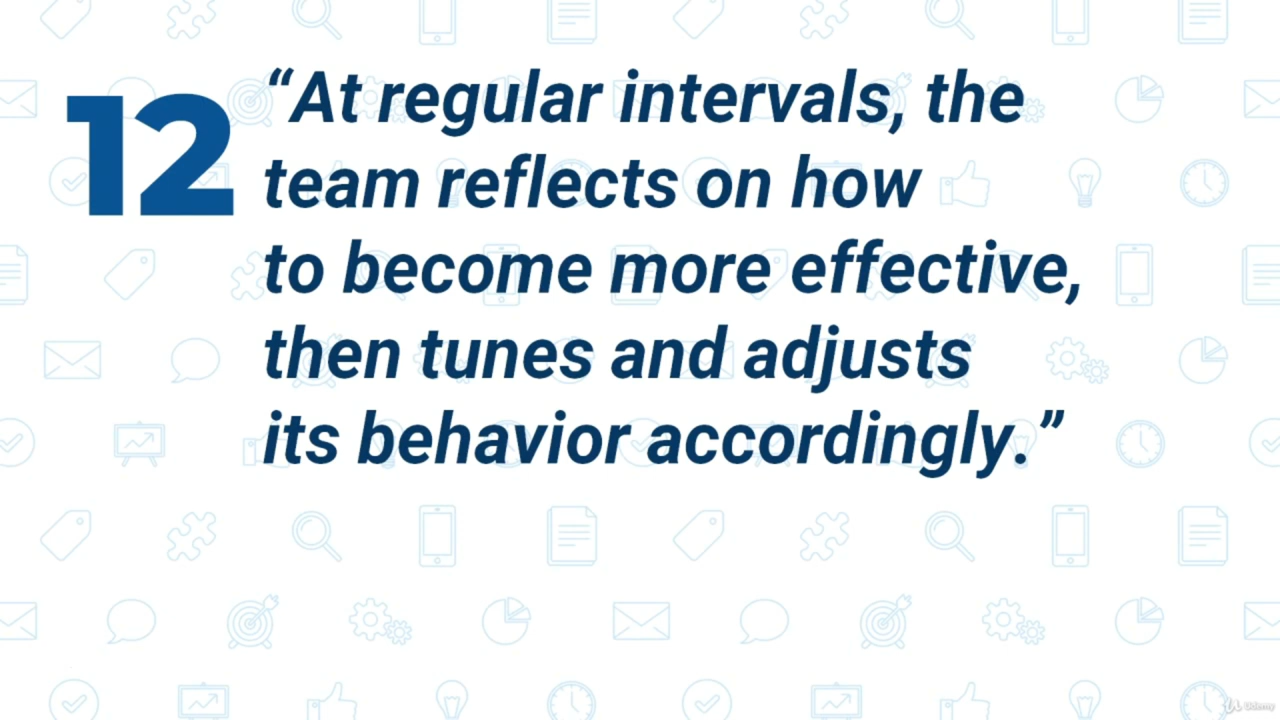 12
“At regular intervals, the
team reflects on how
to become more effective,
then tunes and adjusts
its behavior accordingly.”
Udemy